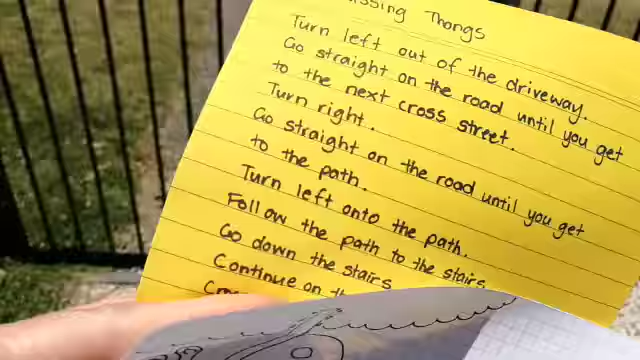 Thongs
Turn left out of the driveway.
Go straight on the road until you get
to the next cross street.
Turn right.
Go straight on the road until you get
to the path.
Turn left onto the path.
Follow the path to the stairs.
Go down the stairs
Continue on